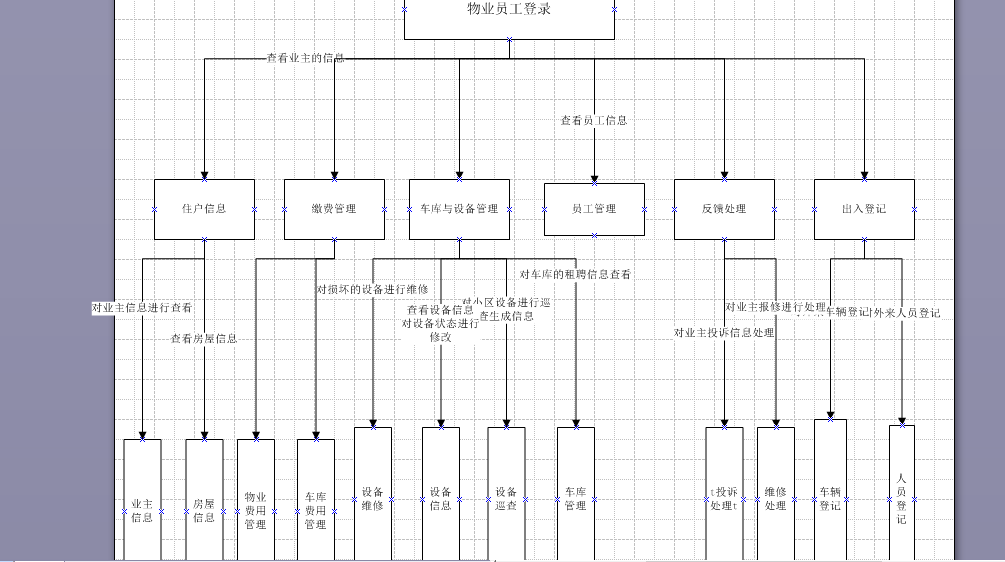 物业员工登录
查看业主的信息
查看员工信息
住户信息
缴费管理
车库与设备管理
员工管理
反馈处理
出入登记
对车库的租聘信息查看
对损坏的设备进行维修
对业主信息进行查看
查看设备信息
对设备状态进行
修改
对小区设备进行巡
查生成信息
对业主报修进行处理
车辆登记
外来人员登记
查看房屋信息
对业主投诉信息处理
业主
信息
房屋
信息
物业
费用
管理
车库
费用
管理
设备
维修
设备
信息
设备
巡查
车库
管理
t投诉
处理t
维修
处理
车辆
登记
人
员
登
记